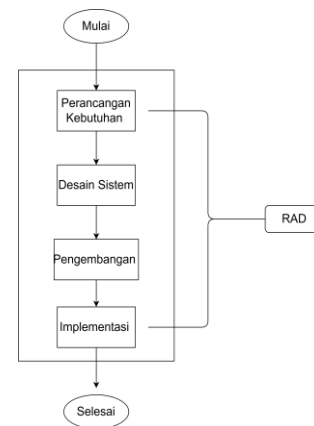 Mulai
Perancangan
Kebutuhan
Desain Sistem
Pengembangan
Implementasi
RAD
Selesai